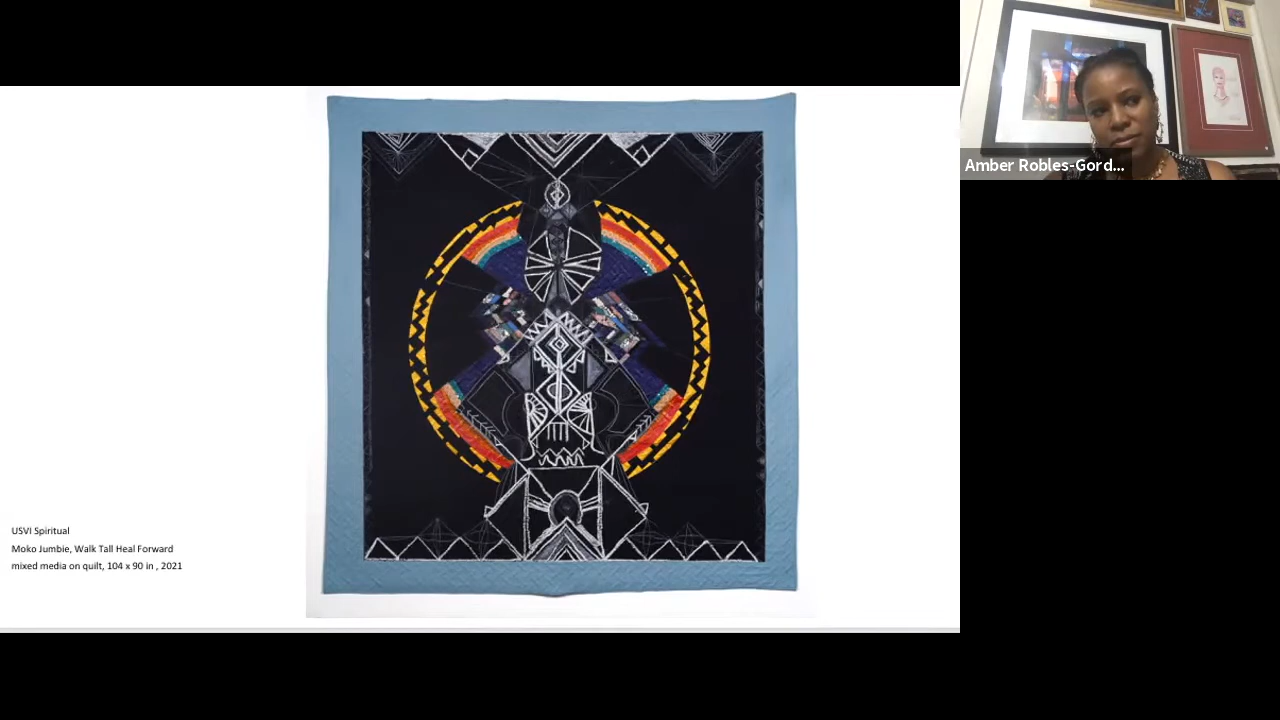 Amber Robles-Gord...
USVI Spiritual
Moko Jumbie, Walk Tall Heal Forward
mixed media on quilt, 104 x 90 in , 2021